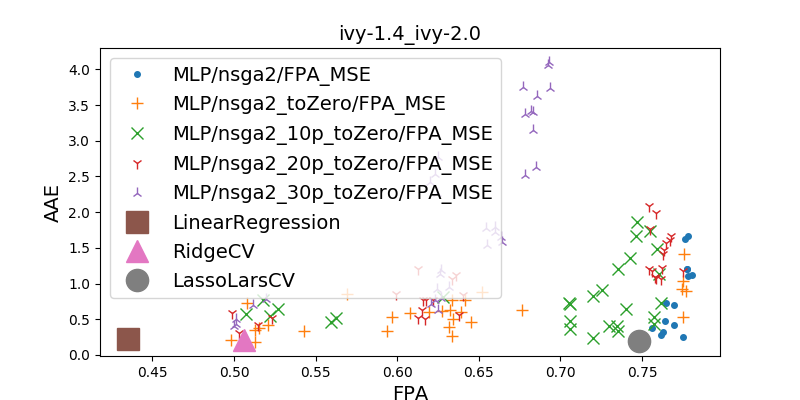 ivy-1.4_ivy-2.0
4.0
3.5
3.0
2.5
2.0
1.5
1.0
0.5
0.0
AAE
MLP/nsga2/FPA_MSE
MLP/nsga2_toZero/FPA_MSE
MLP/nsga2_10p_toZero/FPA_MSE
MLP/nsga2_20p_toZero/FPA_MSE
MLP/nsga2_30p_toZero/FPA_MSE
LinearRegression
RidgeCV
LassoLarsCV
0.45 0.50 0.55 0.60 0.65 0.70 0.75
FPA